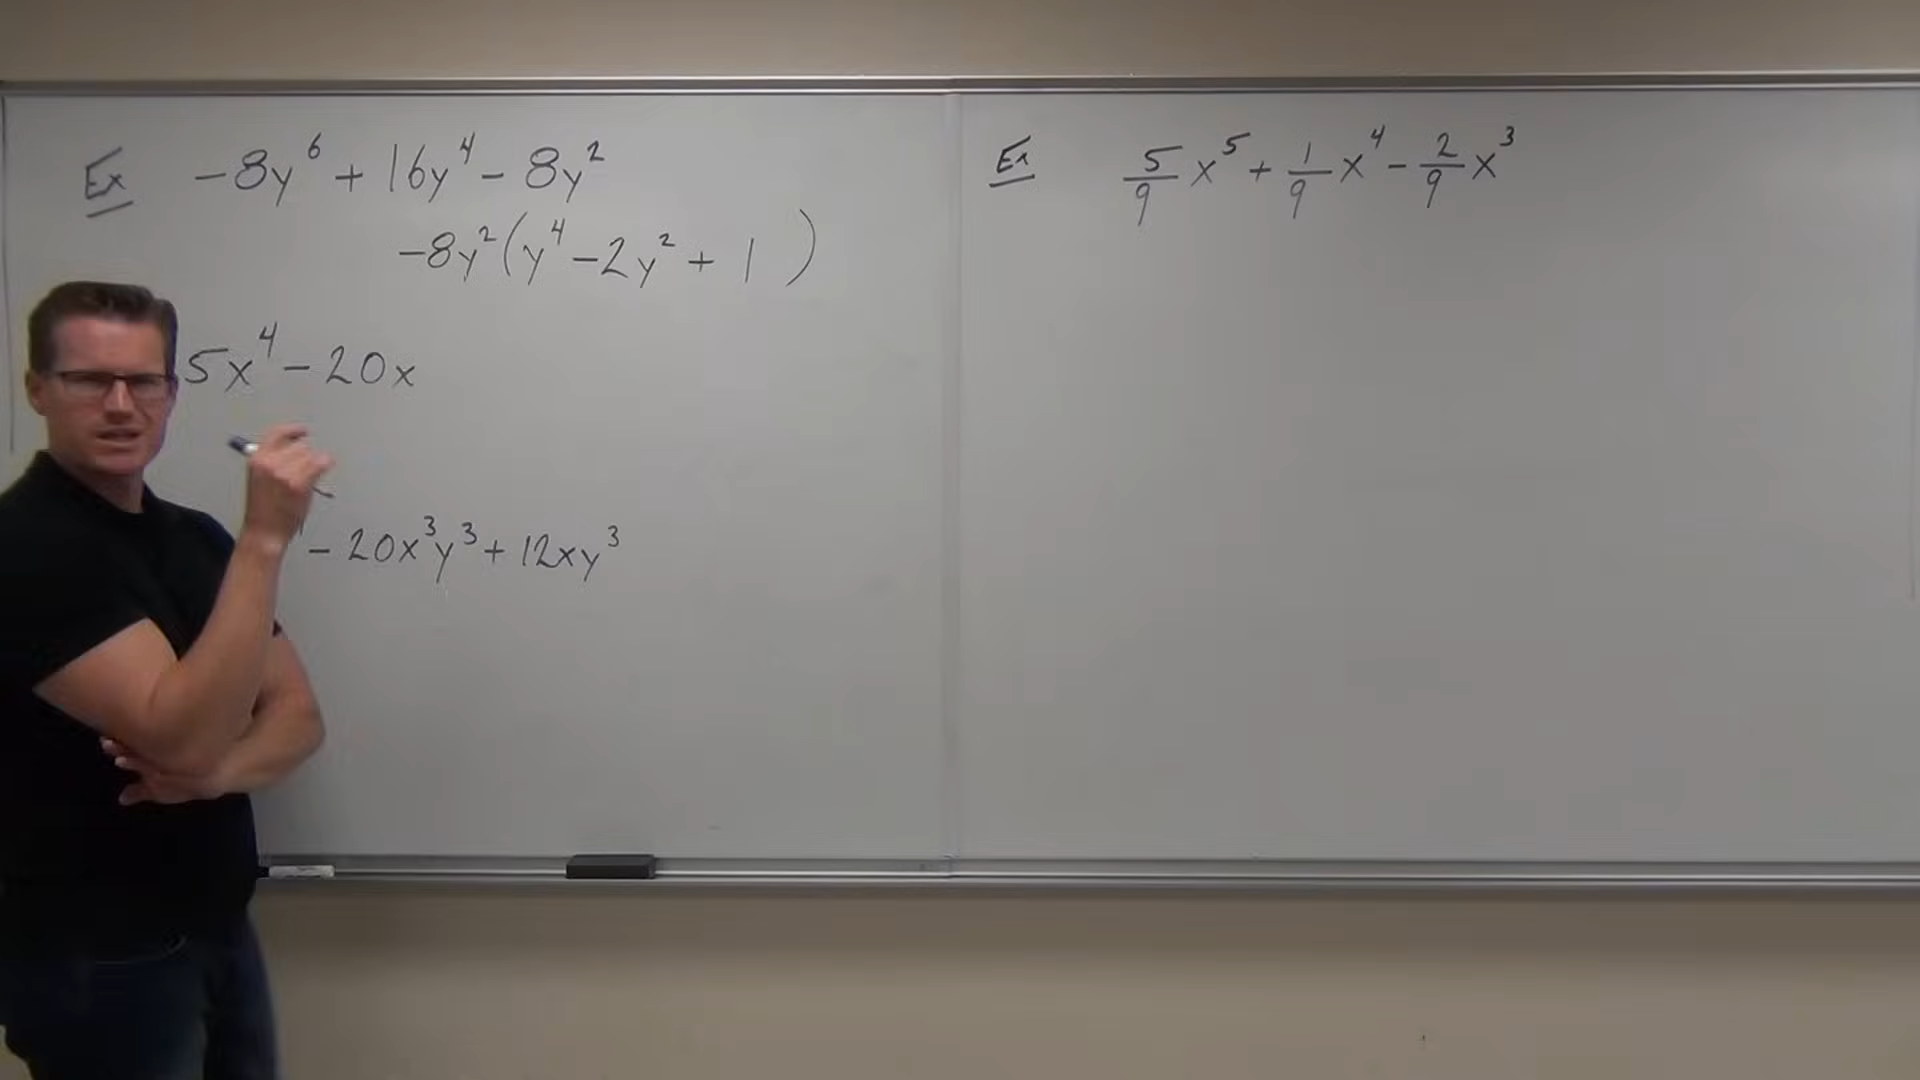 Ex -8y⁶ + 16y⁴ - 8y²
-8y²(y⁴ - 2y² + 1 )
5x⁴ - 20x
- 20x³y³ + 12xy³
Ex 5/9 x⁵ + 1/9 x⁴ - 2/9 x³